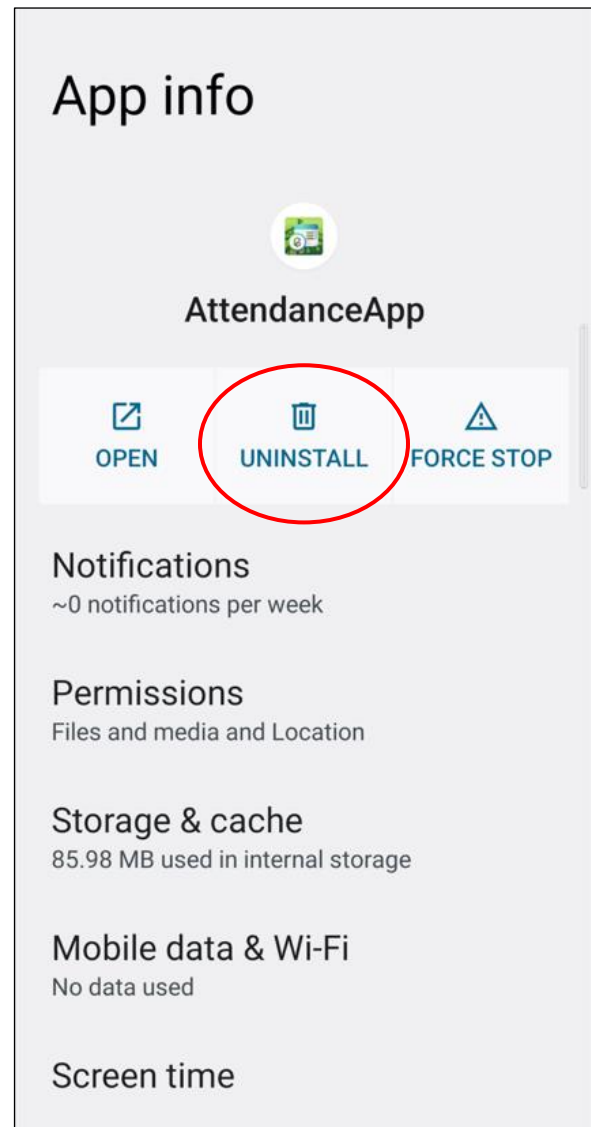 App info
AttendanceApp
OPEN UNINSTALL FORCE STOP
Notifications
~0 notifications per week
Permissions
Files and media and Location
Storage & cache
85.98 MB used in internal storage
Mobile data & Wi-Fi
No data used
Screen time